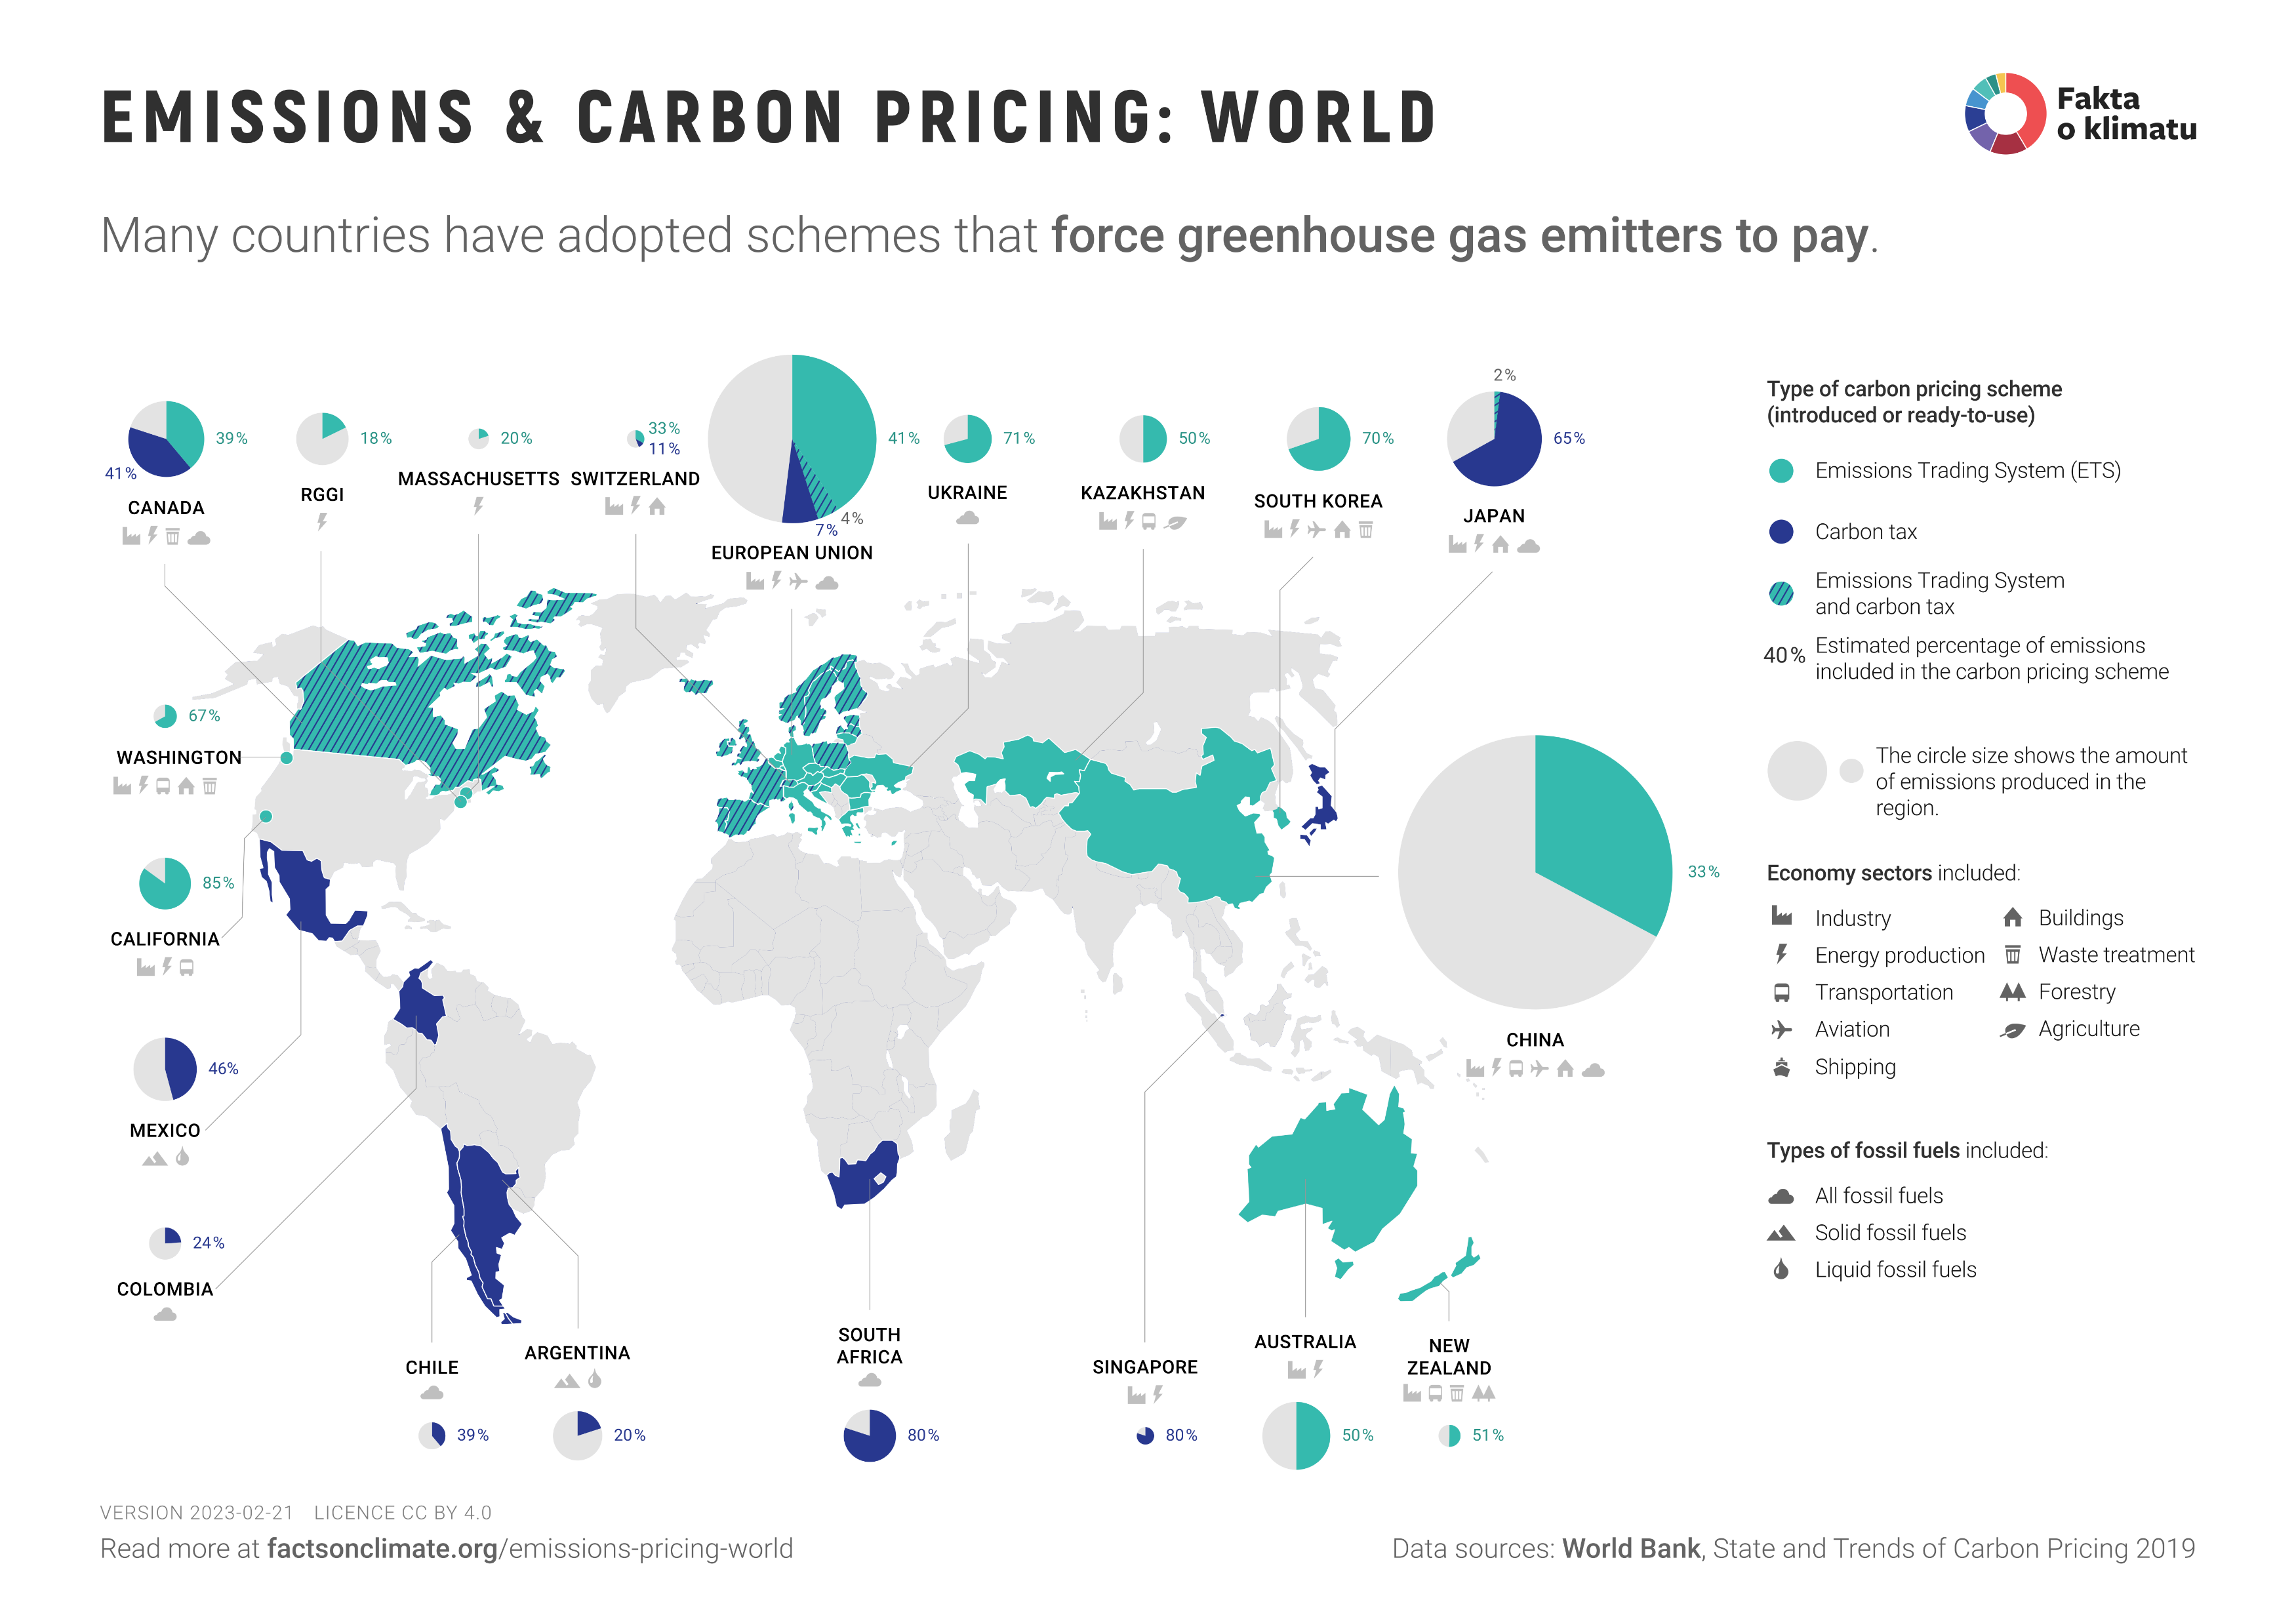 EMISSIONS & CARBON PRICING: WORLD
Fakta
o klimatu
Many countries have adopted schemes that force greenhouse gas emitters to pay.
39%
41%
CANADA
18%
RGGI
20%
MASSACHUSETTS
33%
11%
SWITZERLAND
41%
4%
7%
EUROPEAN UNION
71%
UKRAINE
50%
KAZAKHSTAN
70%
SOUTH KOREA
2%
65%
JAPAN
67%
WASHINGTON
85%
CALIFORNIA
46%
MEXICO
24%
COLOMBIA
33%
CHINA
CHILE
39%
ARGENTINA
20%
SOUTH
AFRICA
80%
SINGAPORE
80%
AUSTRALIA
50%
NEW
ZEALAND
51%
Type of carbon pricing scheme
(introduced or ready-to-use)
Emissions Trading System (ETS)
Carbon tax
Emissions Trading System
and carbon tax
40% Estimated percentage of emissions
included in the carbon pricing scheme
The circle size shows the amount
of emissions produced in the
region.
Economy sectors included:
Industry
Buildings
Energy production
Waste treatment
Transportation
Forestry
Aviation
Agriculture
Shipping
Types of fossil fuels included:
All fossil fuels
Solid fossil fuels
Liquid fossil fuels
VERSION 2023-02-21 LICENCE CC BY 4.0
Read more at factsonclimate.org/emissions-pricing-world
Data sources: World Bank, State and Trends of Carbon Pricing 2019